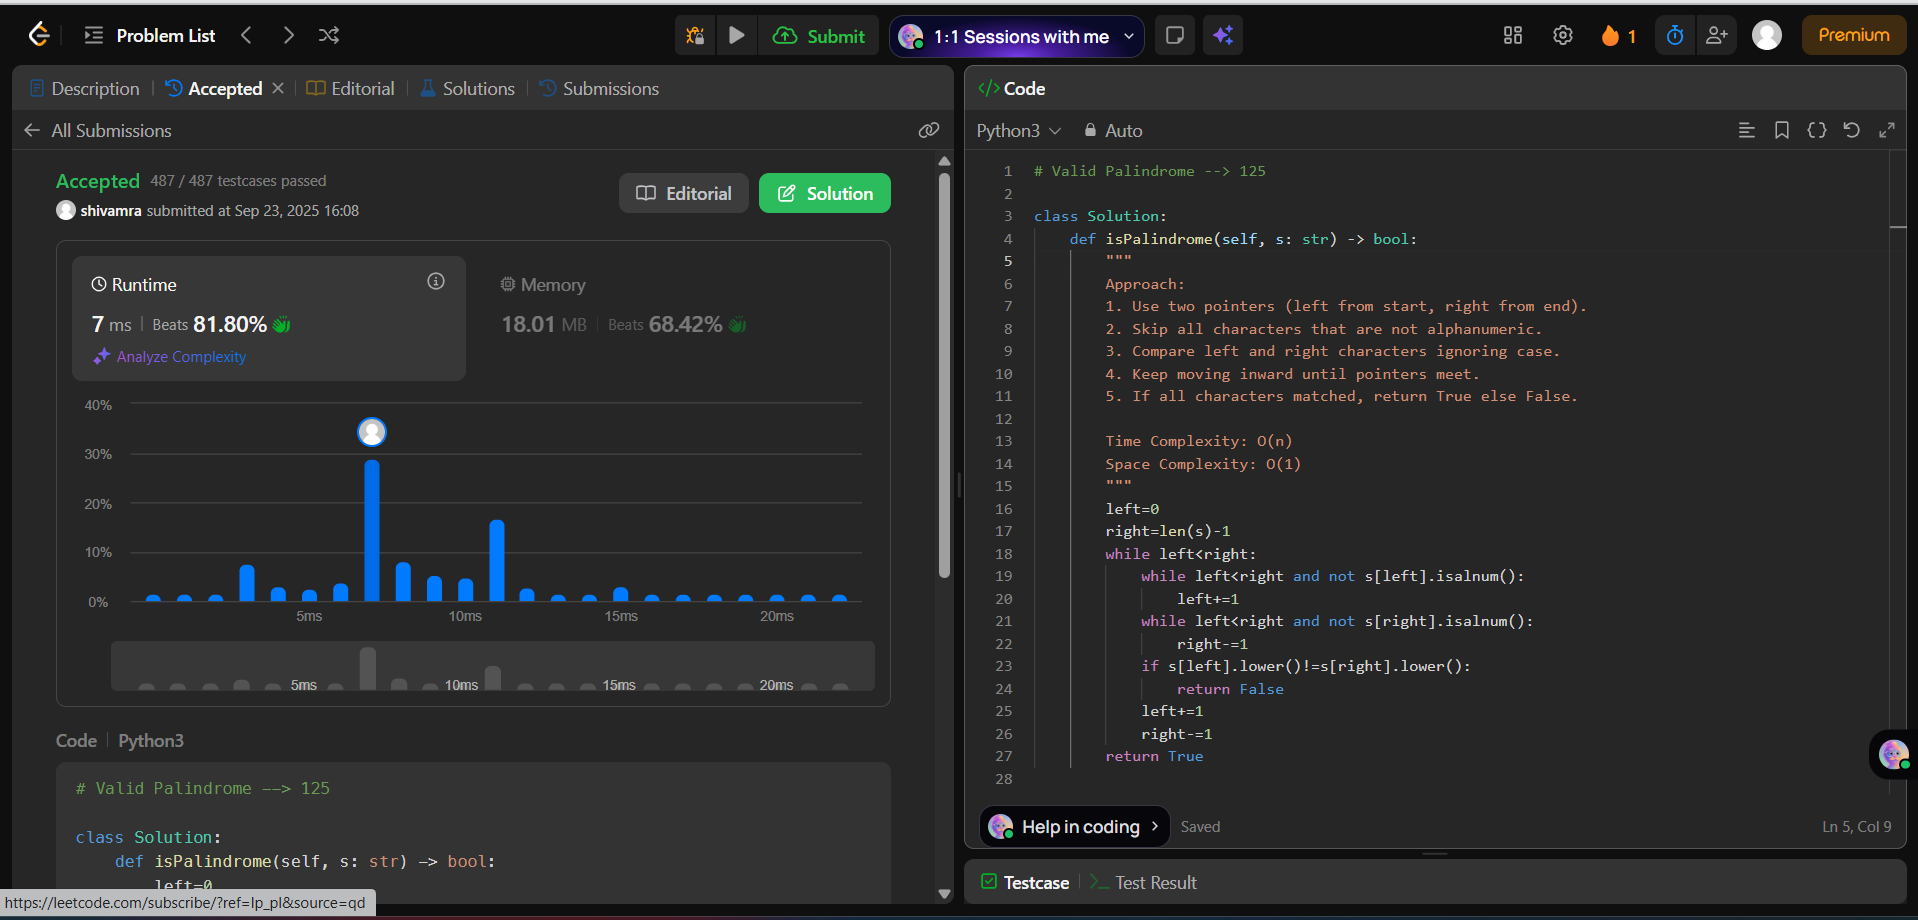 Problem List
Submit
1:1 Sessions with me
1
Premium
Description
Accepted
Editorial
Solutions
Submissions
All Submissions
Accepted 487 / 487 testcases passed
shivamra submitted at Sep 23, 2025 16:08
Editorial
Solution
Runtime
7 ms | Beats 81.80%
Analyze Complexity
Memory
18.01 MB | Beats 68.42%
40%
30%
20%
10%
0%
5ms 10ms 15ms 20ms
5ms 10ms 15ms 20ms
Code | Python3
# Valid Palindrome --> 125
class Solution:
def isPalindrome(self, s: str) -> bool:
left=0
https://leetcode.com/subscribe/?ref=lp_pl&source=qd
</> Code
Python3
Auto
1 # Valid Palindrome --> 125
2
3 class Solution:
4 def isPalindrome(self, s: str) -> bool:
5 """
6 Approach:
7 1. Use two pointers (left from start, right from end).
8 2. Skip all characters that are not alphanumeric.
9 3. Compare left and right characters ignoring case.
10 4. Keep moving inward until pointers meet.
11 5. If all characters matched, return True else False.
12
13 Time Complexity: O(n)
14 Space Complexity: O(1)
15 """
16 left=0
17 right=len(s)-1
18 while left<right:
19 while left<right and not s[left].isalnum():
20 left+=1
21 while left<right and not s[right].isalnum():
22 right-=1
23 if s[left].lower()!=s[right].lower():
24 return False
25 left+=1
26 right-=1
27 return True
28
Help in coding
Saved
Ln 5, Col 9
Testcase
Test Result